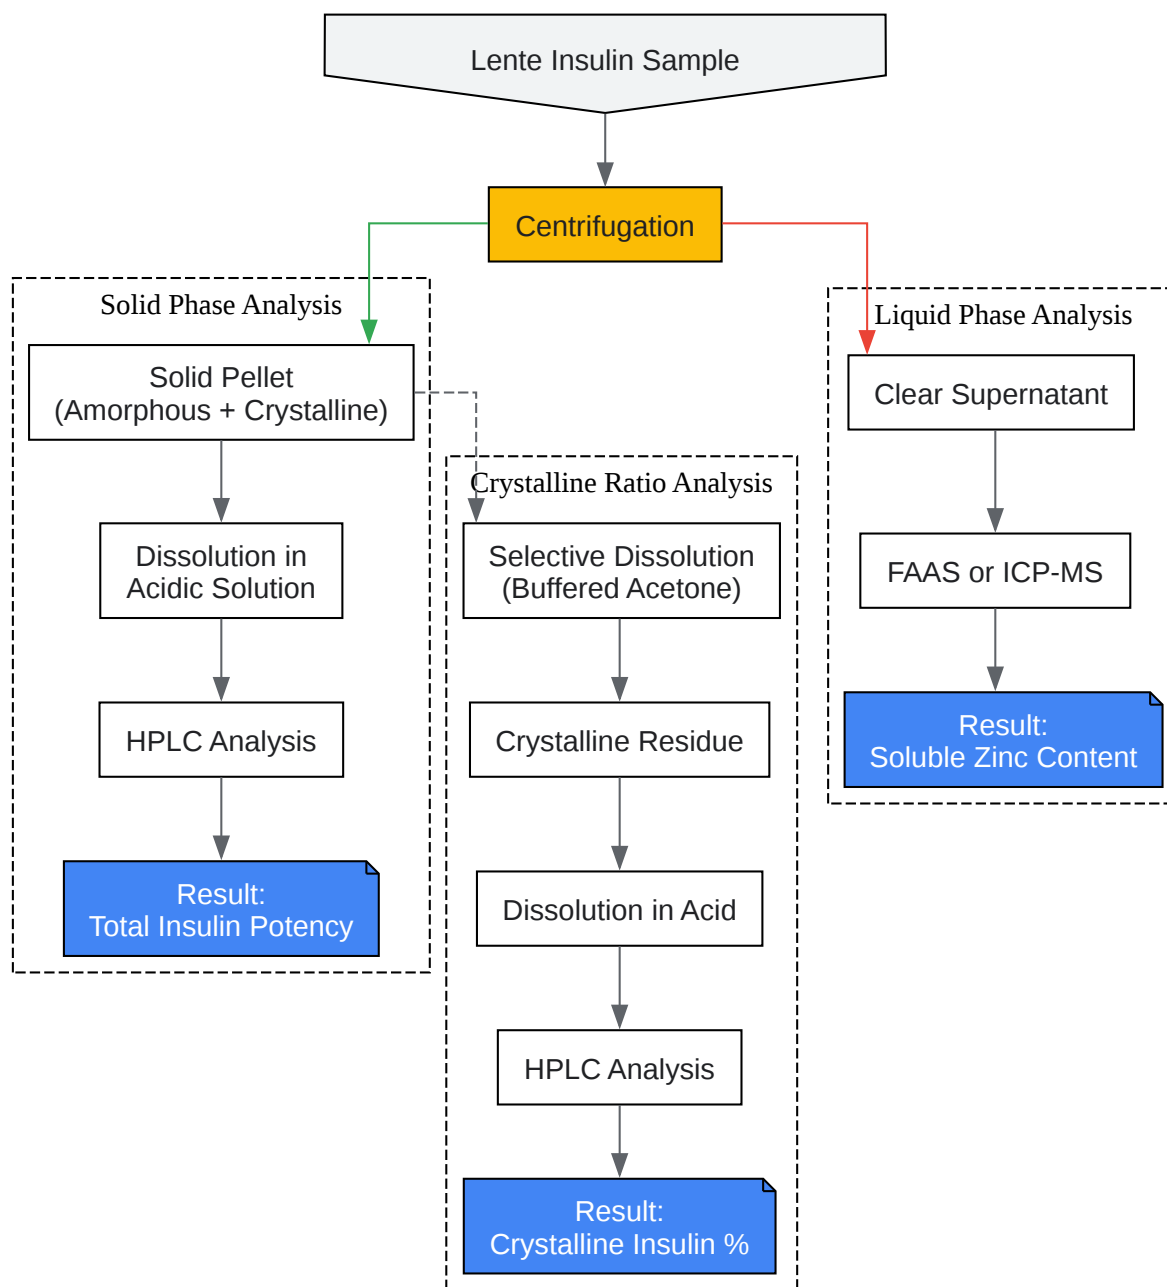 Lente Insulin Sample
Centrifugation
Solid Phase Analysis
Solid Pellet
(Amorphous + Crystalline)
Dissolution in
Acidic Solution
HPLC Analysis
Result:
Total Insulin Potency
Crystalline Ratio Analysis
Selective Dissolution
(Buffered Acetone)
Crystalline Residue
Dissolution in Acid
HPLC Analysis
Result:
Crystalline Insulin %
Liquid Phase Analysis
Clear Supernatant
FAAS or ICP-MS
Result:
Soluble Zinc Content